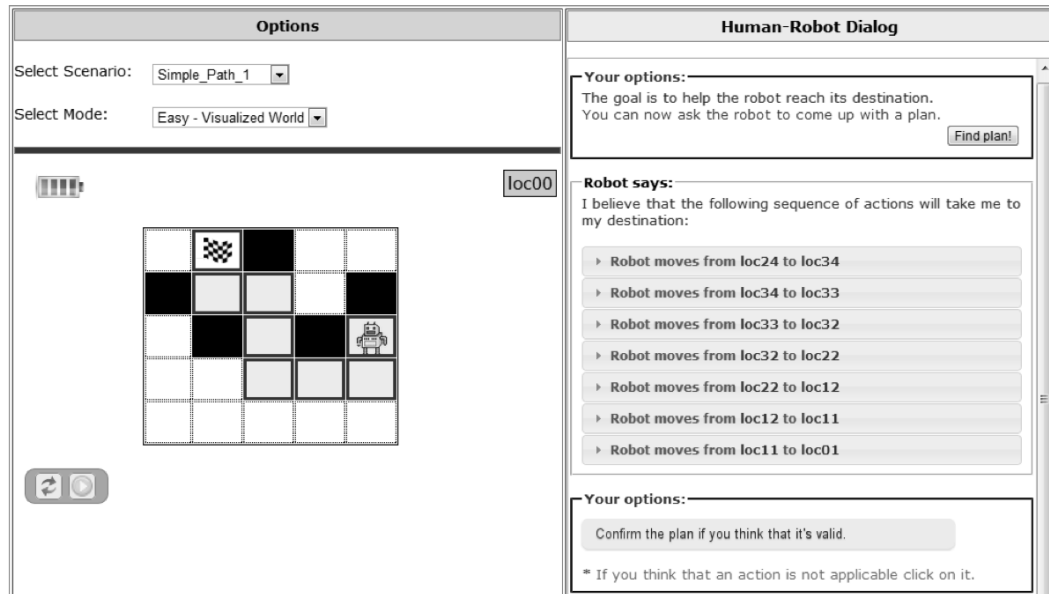 Options
Select Scenario:
Simple_Path_1
Select Mode:
Easy - Visualized World
loc00
Human-Robot Dialog
Your options:
The goal is to help the robot reach its destination.
You can now ask the robot to come up with a plan.
Find plan!
Robot says:
I believe that the following sequence of actions will take me to
my destination:
Robot moves from loc24 to loc34
Robot moves from loc34 to loc33
Robot moves from loc33 to loc32
Robot moves from loc32 to loc22
Robot moves from loc22 to loc12
Robot moves from loc12 to loc11
Robot moves from loc11 to loc01
Your options:
Confirm the plan if you think that it's valid.
* If you think that an action is not applicable click on it.